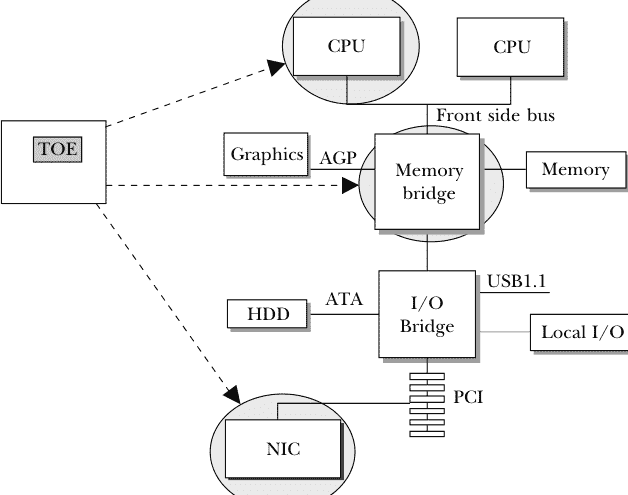 CPU
CPU
Front side bus
TOE
Graphics
AGP
Memory
bridge
Memory
USB1.1
HDD
ATA
I/O
Bridge
Local I/O
PCI
NIC